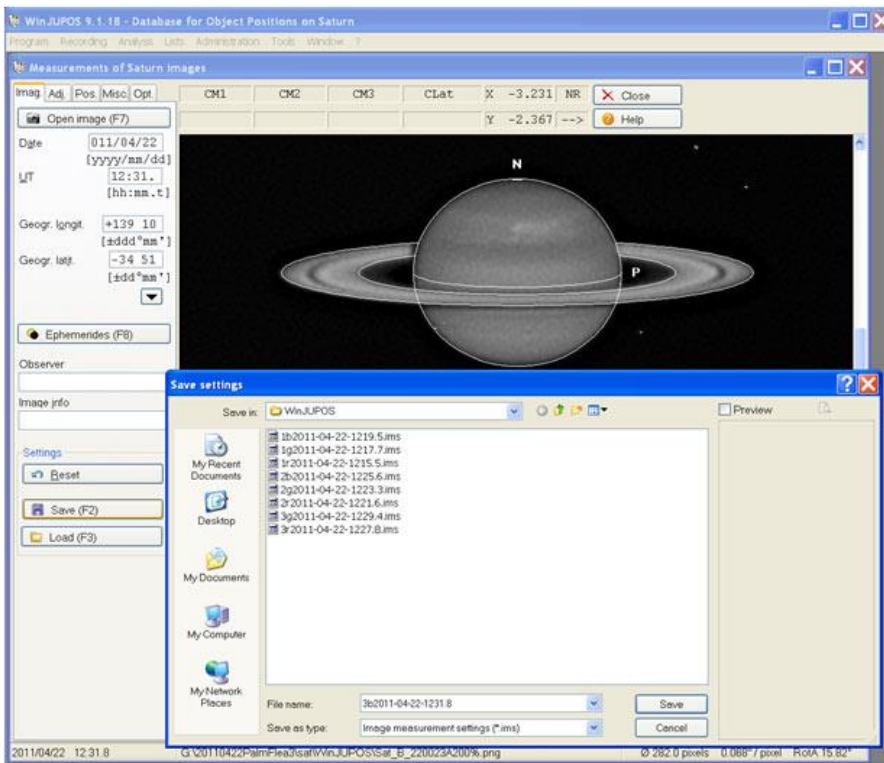 WinJUPOS 9.1.18 - Database for Object Positions on Saturn
Program Recording Analysis Lists Administration Tools Window ?
Measurements of Saturn images
Imag. Adj. Pos. Misc. Opt.
CM1 CM2 CM3 CLat X -3.231 NR Close
Open image (F7)
Y -2.367 --> Help
Date 011/04/22
[yyyy/mm/dd]
UT 12:31.
[hh:mm.t]
N
Geogr. longit. +139 10
[±ddd°mm']
P
Geogr. latit. -34 51
[±dd°mm']
Ephemerides (F8)
Observer
Image info
Settings
Reset
Save (F2)
Load (F3)
Save settings
Save in: WinJUPOS
Preview
My Recent Documents
Desktop
My Documents
My Computer
My Network Places
1b2011-04-22-1219.5.ims
1g2011-04-22-1217.7.ims
1r2011-04-22-1215.5.ims
2b2011-04-22-1225.6.ims
2g2011-04-22-1223.3.ims
2r2011-04-22-1221.6.ims
3g2011-04-22-1229.4.ims
3r2011-04-22-1227.8.ims
File name: 3b2011-04-22-1231.8 Save
Save as type: Image measurement settings (*.ims) Cancel
2011/04/22 12:31.8 G:\20110422PalmFlea3\sat\WinJUPOS\Sat_B_220023A200%.png Ø 282.0 pixels 0.088"/ pixel RotA 15.82°